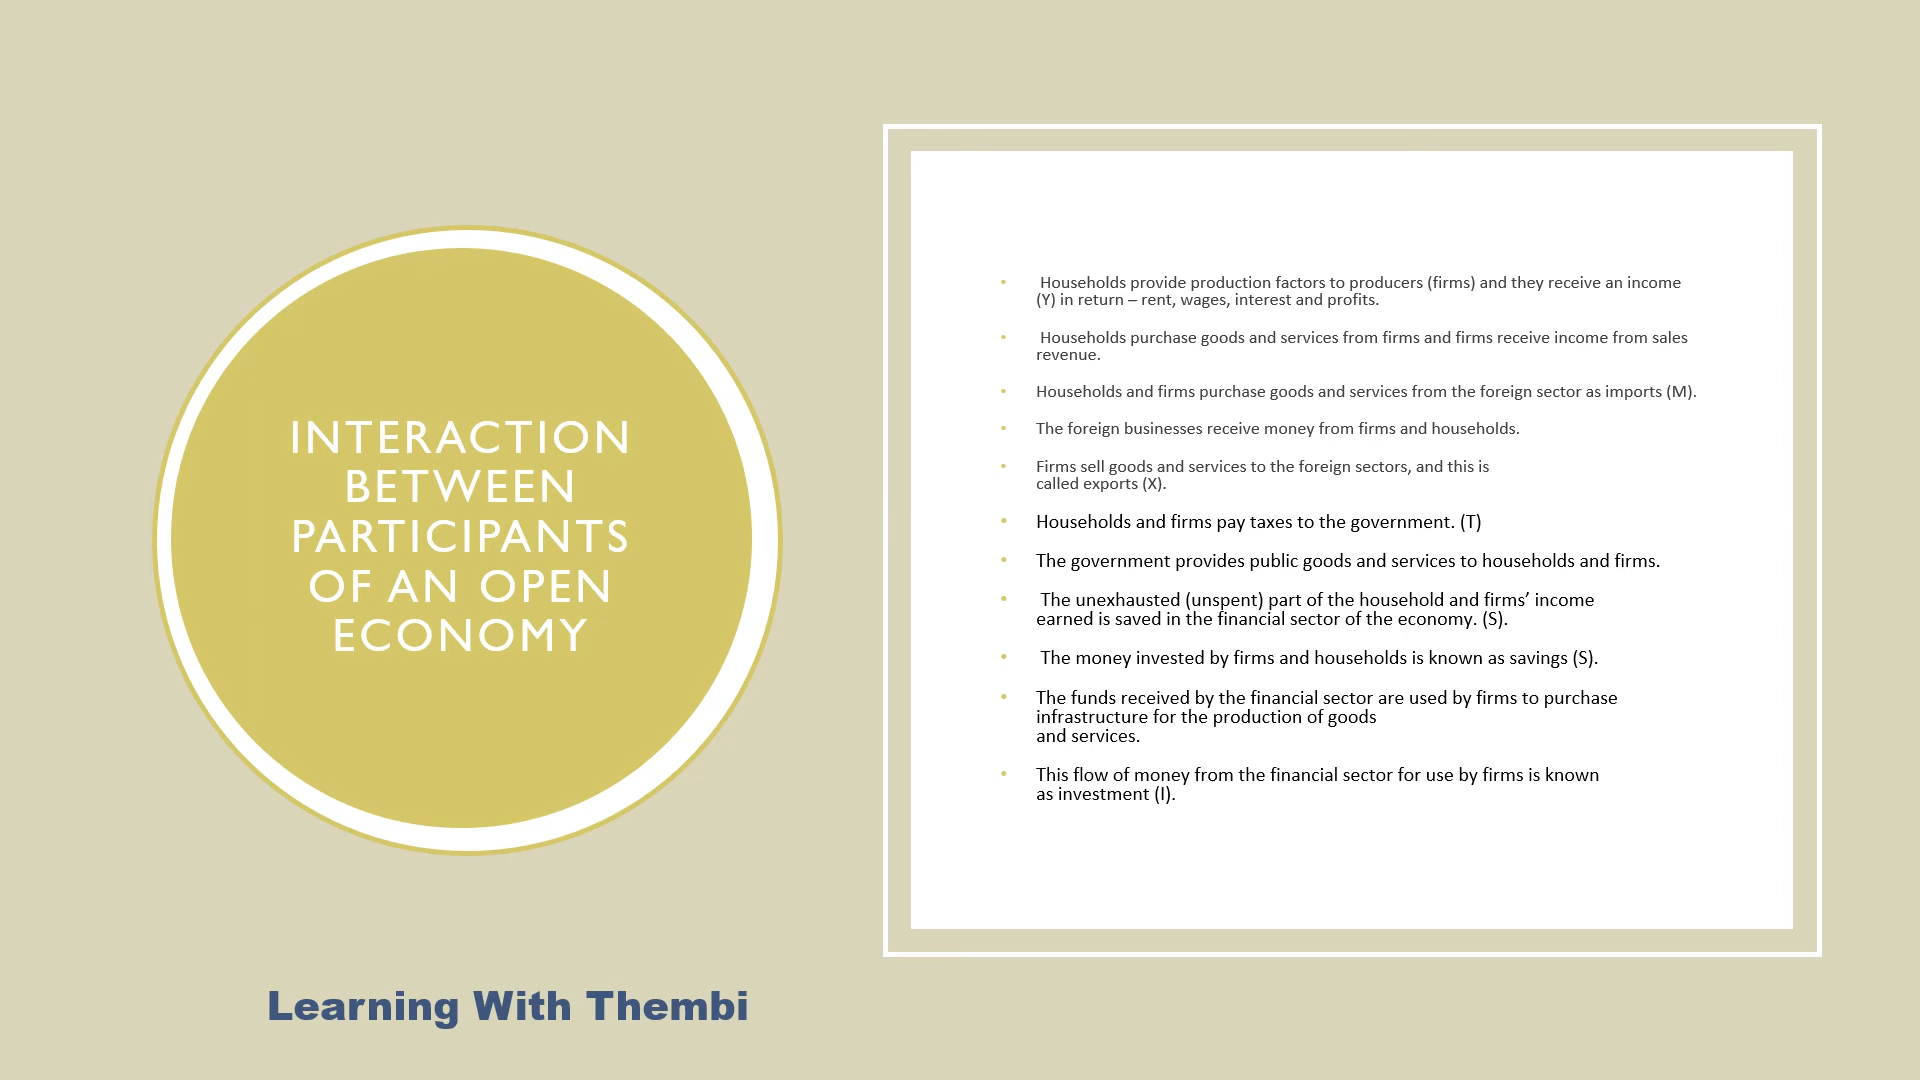 INTERACTION
BETWEEN
PARTICIPANTS
OF AN OPEN
ECONOMY
• Households provide production factors to producers (firms) and they receive an income
(Y) in return – rent, wages, interest and profits.
• Households purchase goods and services from firms and firms receive income from sales
revenue.
• Households and firms purchase goods and services from the foreign sector as imports (M).
• The foreign businesses receive money from firms and households.
• Firms sell goods and services to the foreign sectors, and this is
called exports (X).
• Households and firms pay taxes to the government. (T)
• The government provides public goods and services to households and firms.
• The unexhausted (unspent) part of the household and firms’ income
earned is saved in the financial sector of the economy. (S).
• The money invested by firms and households is known as savings (S).
• The funds received by the financial sector are used by firms to purchase
infrastructure for the production of goods
and services.
• This flow of money from the financial sector for use by firms is known
as investment (I).
Learning With Thembi